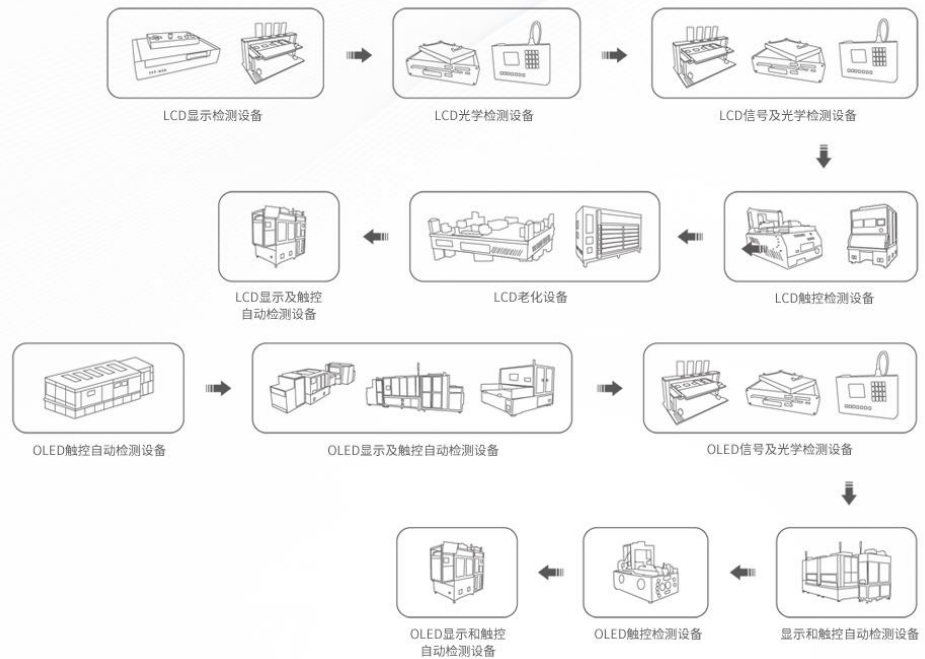 LCD显示检测设备
LCD光学检测设备
LCD信号及光学检测设备
LCD触控检测设备
LCD老化设备
LCD显示及触控
自动检测设备
OLED触控自动检测设备
OLED显示及触控自动检测设备
OLED信号及光学检测设备
显示和触控自动检测设备
OLED触控检测设备
OLED显示和触控
自动检测设备